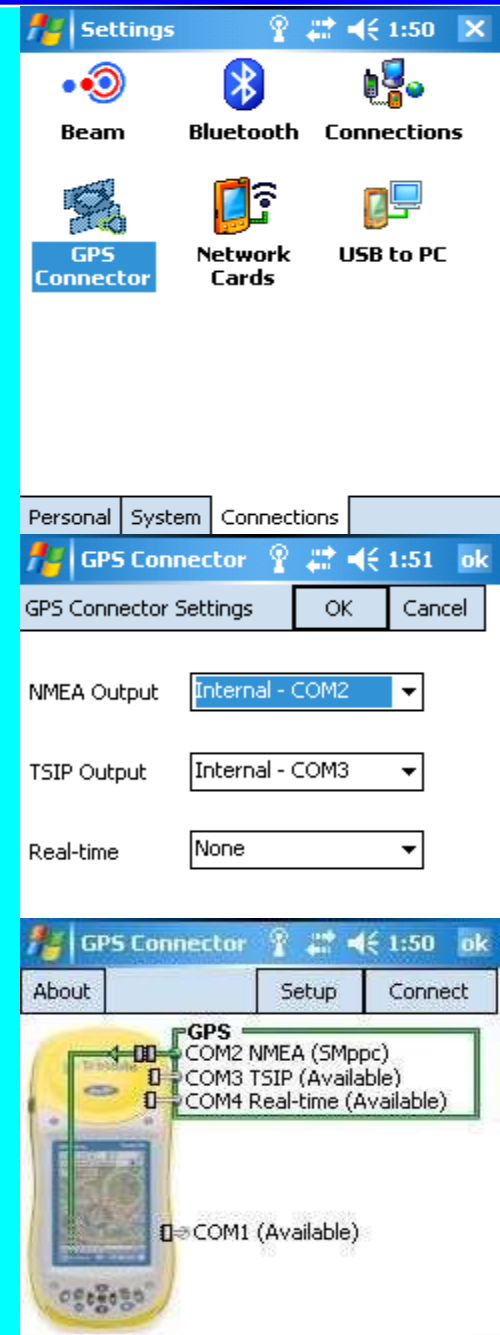 Settings 1:50
Beam Bluetooth Connections
GPS Connector
Network Cards
USB to PC
Personal System Connections
GPS Connector 1:51 ok
GPS Connector Settings OK Cancel
NMEA Output Internal - COM2
TSIP Output Internal - COM3
Real-time None
GPS Connector 1:50 ok
About Setup Connect
GPS
COM2 NMEA (SMppc)
COM3 TSIP (Available)
COM4 Real-time (Available)
COM1 (Available)